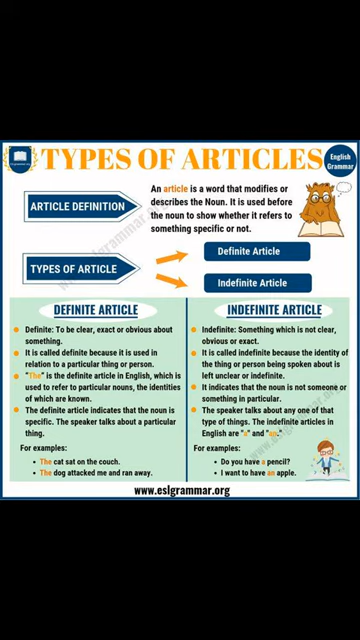 TYPES OF ARTICLES
English
Grammar
An article is a word that modifies or
describes the Noun. It is used before
the noun to show whether it refers to
something specific or not.
ARTICLE DEFINITION
TYPES OF ARTICLE
Definite Article
Indefinite Article
DEFINITE ARTICLE
Definite: To be clear, exact or obvious about
something.
It is called definite because it is used in
relation to a particular thing or person.
"The" is the definite article in English, which
is used to refer to particular nouns, the identities
of which are known.
The definite article indicates that the noun is
specific. The speaker talks about a particular
thing.
For examples:
The cat sat on the couch.
The dog attacked me and ran away.
INDEFINITE ARTICLE
Indefinite: Something which is not clear,
obvious or exact.
It is called indefinite because the identity of
the thing or person being spoken about is
left unclear or indefinite.
It indicates that the noun is not someone or
something in particular.
The speaker talks about any one of that
type of things. The indefinite articles in
English are "a" and "an."
For examples:
Do you have a pencil?
I want to have an apple.
www.eslgrammar.org